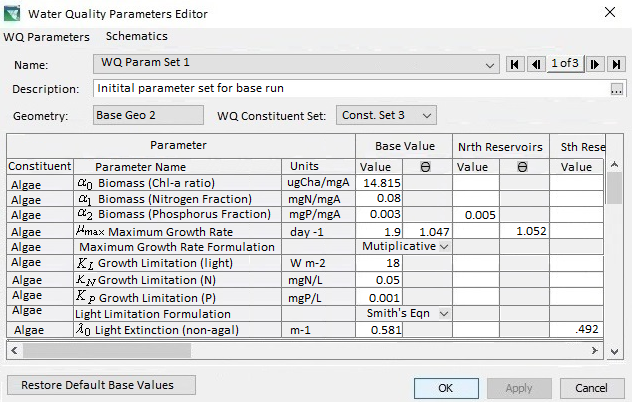 Water Quality Parameters Editor
WQ Parameters Schematics
Name: WQ Param Set 1 1 of 3
Description: Initital parameter set for base run ...
Geometry: Base Geo 2 WQ Constituent Set: Const. Set 3
Parameter Base Value Nrth Reservoirs Sth Rese
Constituent Parameter Name Units Value Θ Value Θ Value
Algae α0 Biomass (Chl-a ratio) ugCha/mgA 14.815
Algae α1 Biomass (Nitrogen Fraction) mgN/mgA 0.08
Algae α2 Biomass (Phosphorus Fraction) mgP/mgA 0.003 0.005
Algae μmax Maximum Growth Rate day -1 1.9 1.047 1.052
Algae Maximum Growth Rate Formulation Mutiplicative
Algae KL Growth Limitation (light) W m-2 18
Algae KN Growth Limitation (N) mgN/L 0.05
Algae KP Growth Limitation (P) mgP/L 0.001
Algae Light Limitation Formulation Smith's Eqn
Algae λ0 Light Extinction (non-agal) m-1 0.581 .492
Restore Default Base Values OK Apply Cancel